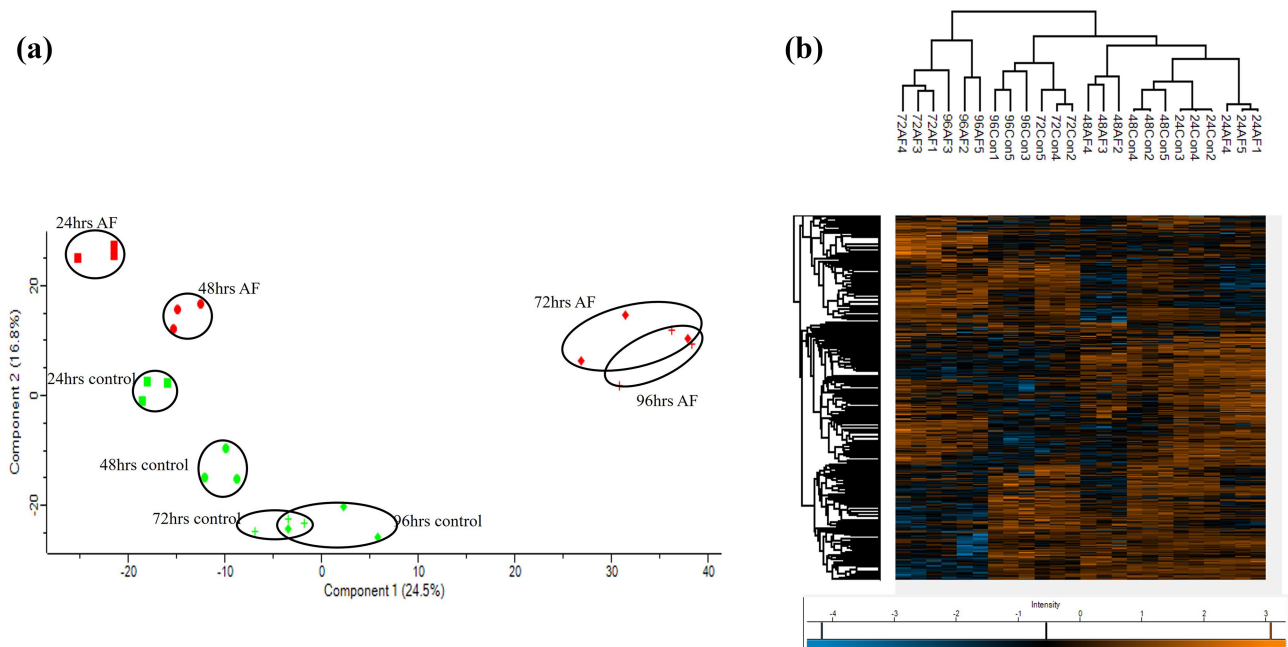 (a)
24hrs AF
48hrs AF
72hrs AF
96hrs AF
24hrs control
48hrs control
72hrs control
96hrs control
20
0
-20
Component 2 (16.8%)
-20
-10
0
10
20
30
40
Component 1 (24.5%)
(b)
72AF4
72AF3
72AF1
96AF3
96AF2
96AF5
96Con1
96Con5
96Con3
72Con5
72Con4
72Con2
48AF4
48AF3
48AF2
48Con4
48Con2
48Con5
24Con3
24Con4
24Con2
24AF4
24AF5
24AF1
Intensity
-4
-3
-2
-1
0
1
2
3